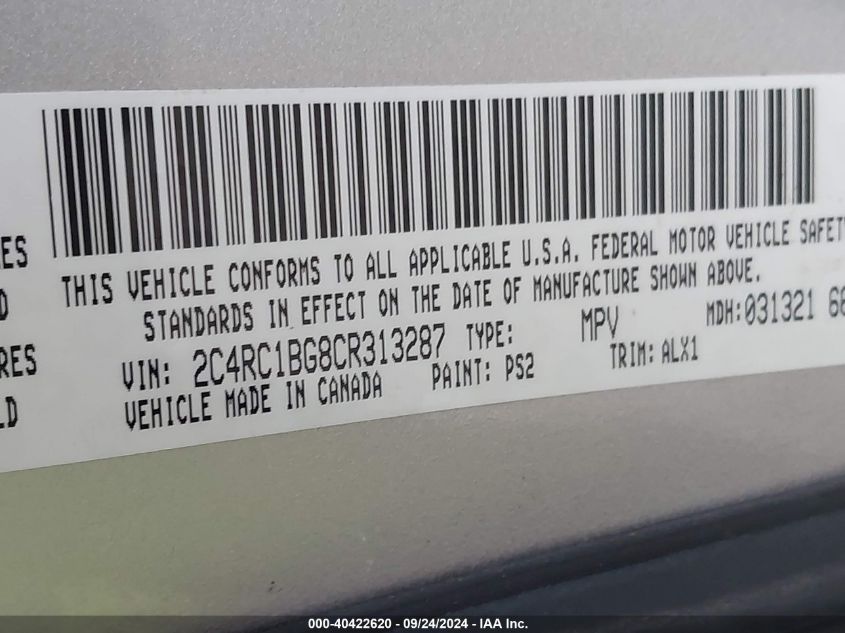 ES
THIS VEHICLE CONFORMS TO ALL APPLICABLE U.S.A. FEDERAL MOTOR VEHICLE SAFETY
D
STANDARDS IN EFFECT ON THE DATE OF MANUFACTURE SHOWN ABOVE.
RES
VIN: 2C4RC1BG8CR313287 TYPE: MPV MDH:031321 66
LD
VEHICLE MADE IN CANADA PAINT: PS2 TRIM: ALX1
000-40422620 - 09/24/2024 - IAA Inc.